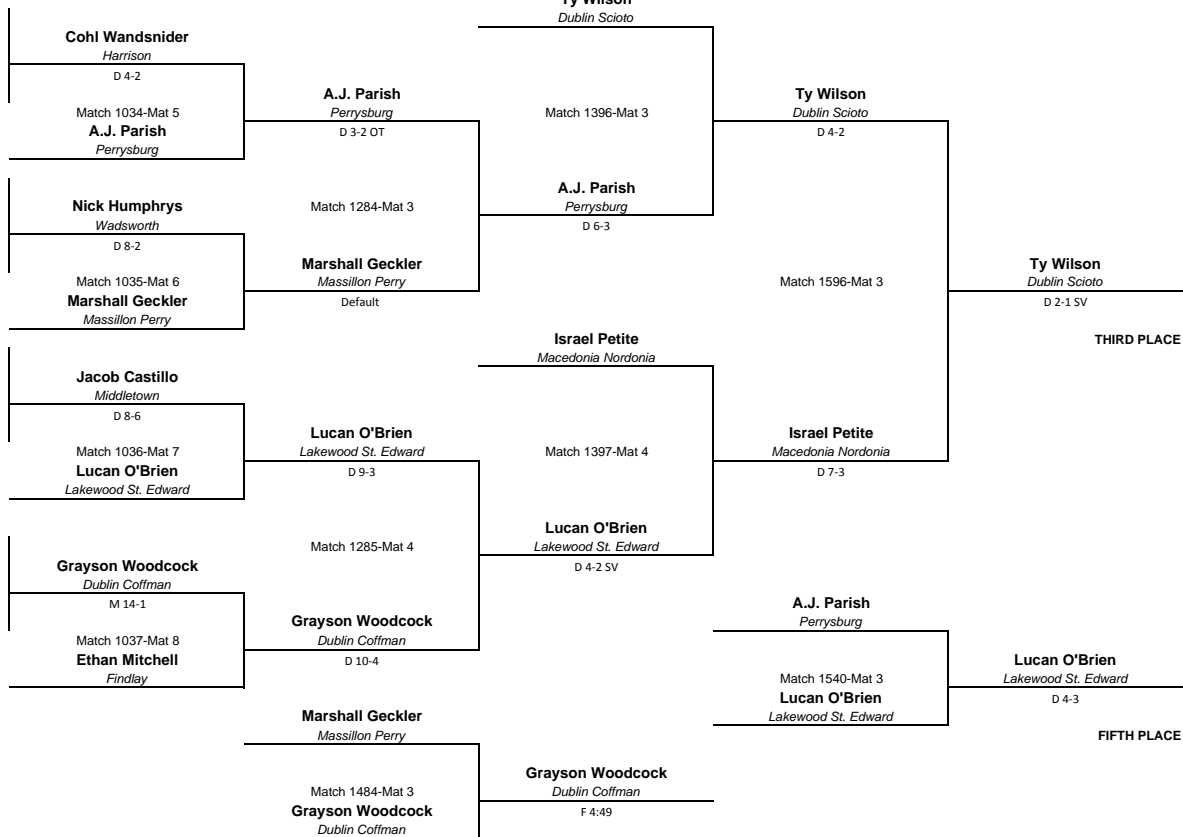 Ty Wilson
Dublin Scioto
Cohl Wandsnider
Harrison
D 4-2
Match 1034-Mat 5
A.J. Parish
Perrysburg
A.J. Parish
Perrysburg
D 3-2 OT
Match 1396-Mat 3
Ty Wilson
Dublin Scioto
D 4-2
Nick Humphrys
Wadsworth
D 8-2
Match 1284-Mat 3
A.J. Parish
Perrysburg
D 6-3
Match 1035-Mat 6
Marshall Geckler
Massillon Perry
Marshall Geckler
Massillon Perry
Default
Match 1596-Mat 3
Ty Wilson
Dublin Scioto
D 2-1 SV
THIRD PLACE
Israel Petite
Macedonia Nordonia
Jacob Castillo
Middletown
D 8-6
Match 1036-Mat 7
Lucan O'Brien
Lakewood St. Edward
Lucan O'Brien
Lakewood St. Edward
D 9-3
Match 1397-Mat 4
Israel Petite
Macedonia Nordonia
D 7-3
Match 1285-Mat 4
Lucan O'Brien
Lakewood St. Edward
D 4-2 SV
Grayson Woodcock
Dublin Coffman
M 14-1
Match 1037-Mat 8
Ethan Mitchell
Findlay
Grayson Woodcock
Dublin Coffman
D 10-4
A.J. Parish
Perrysburg
Match 1540-Mat 3
Lucan O'Brien
Lakewood St. Edward
Lucan O'Brien
Lakewood St. Edward
D 4-3
FIFTH PLACE
Marshall Geckler
Massillon Perry
Match 1484-Mat 3
Grayson Woodcock
Dublin Coffman
Grayson Woodcock
Dublin Coffman
F 4:49